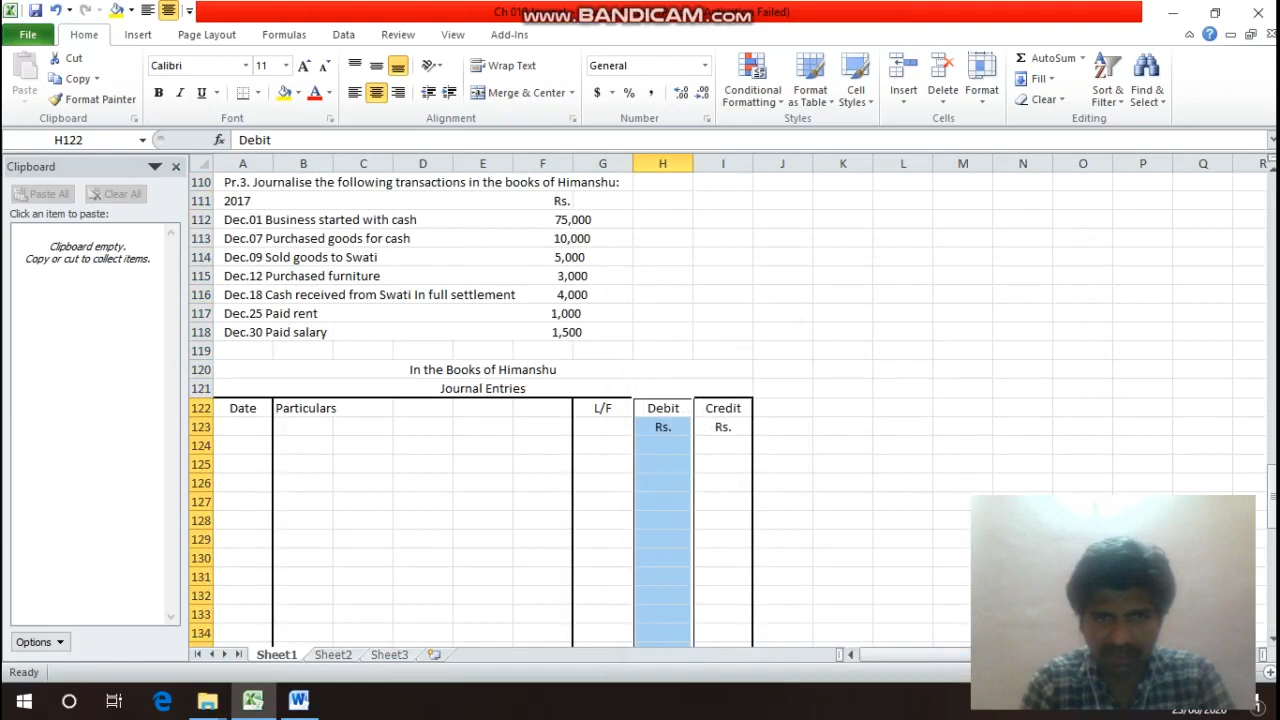 Ch 01
www.BANDICAM.com
Activation Failed)
File
Home
Insert
Page Layout
Formulas
Data
Review
View
Add-Ins
Paste
Cut
Copy
Format Painter
Clipboard
Calibri
11
B I U
Font
Wrap Text
Merge & Center
Alignment
General
$ % ,
Number
Conditional Formatting
Format as Table
Cell Styles
Styles
Insert
Delete
Format
Cells
Σ AutoSum
Fill
Clear
Sort & Filter
Find & Select
Editing
H122
fx
Debit
Clipboard
Paste All
Clear All
Click an item to paste:
Clipboard empty.
Copy or cut to collect items.
Options
A B C D E F G H I J K L M N O P Q R
110 Pr.3. Journalise the following transactions in the books of Himanshu:
111 2017 Rs.
112 Dec.01 Business started with cash 75,000
113 Dec.07 Purchased goods for cash 10,000
114 Dec.09 Sold goods to Swati 5,000
115 Dec.12 Purchased furniture 3,000
116 Dec.18 Cash received from Swati In full settlement 4,000
117 Dec.25 Paid rent 1,000
118 Dec.30 Paid salary 1,500
119
120 In the Books of Himanshu
121 Journal Entries
122 Date Particulars L/F Debit Credit
123 Rs. Rs.
124
125
126
127
128
129
130
131
132
133
134
Sheet1 Sheet2 Sheet3
Ready